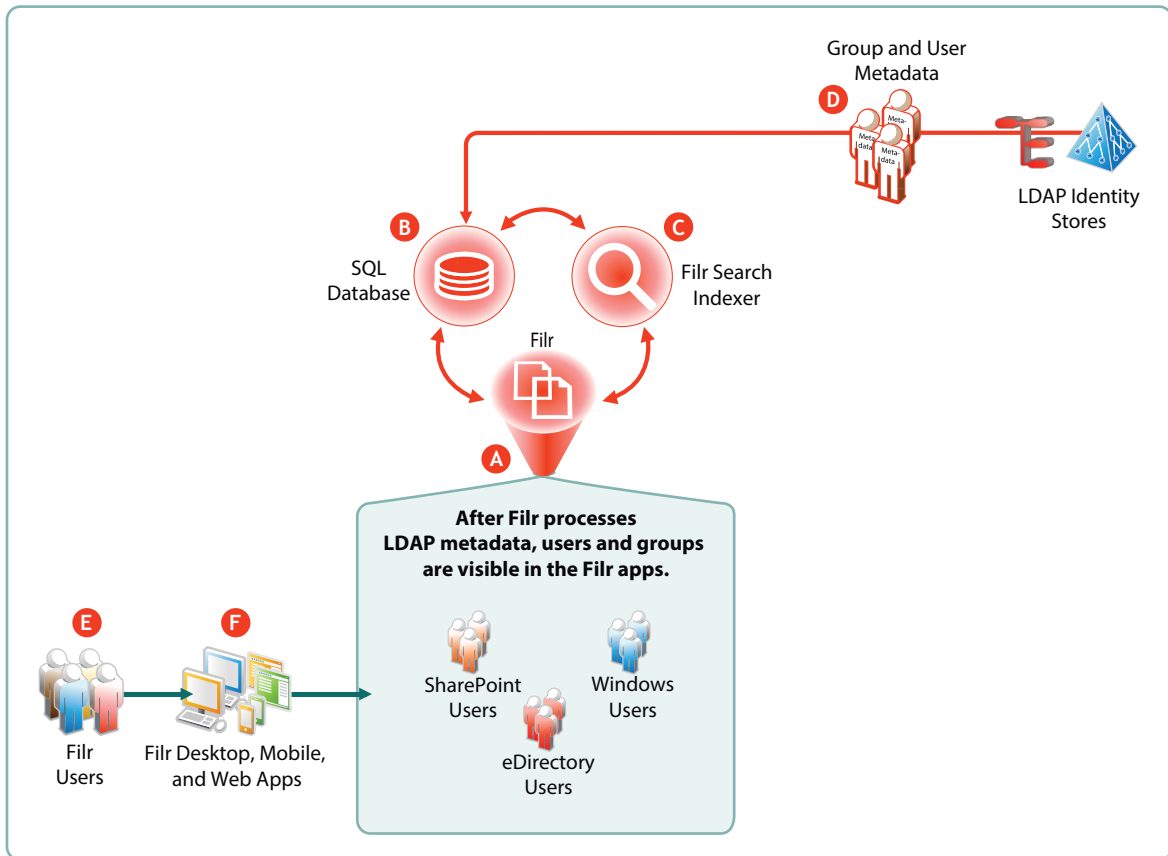 Group and User
Metadata
D
Meta-
data
Meta
data
Meta-
data
LDAP Identity
Stores
B
C
SQL
Database
Filr Search
Indexer
Filr
A
After Filr processes
LDAP metadata, users and groups
are visible in the Filr apps.
E
F
SharePoint
Users
Windows
Users
eDirectory
Users
Filr
Users
Filr Desktop, Mobile,
and Web Apps